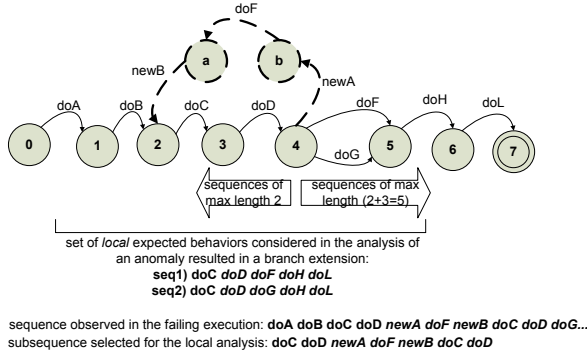 doF
a
b
newB
newA
doA
doB
doC
doD
doF
doH
doL
0
1
2
3
4
doG
5
6
7
sequences of
max length 2
sequences of max
length (2+3=5)
set of local expected behaviors considered in the analysis of
an anomaly resulted in a branch extension:
seq1) doC doD doF doH doL
seq2) doC doD doG doH doL
sequence observed in the failing execution: doA doB doC doD newA doF newB doC doD doG...
subsequence selected for the local analysis: doC doD newA doF newB doC doD